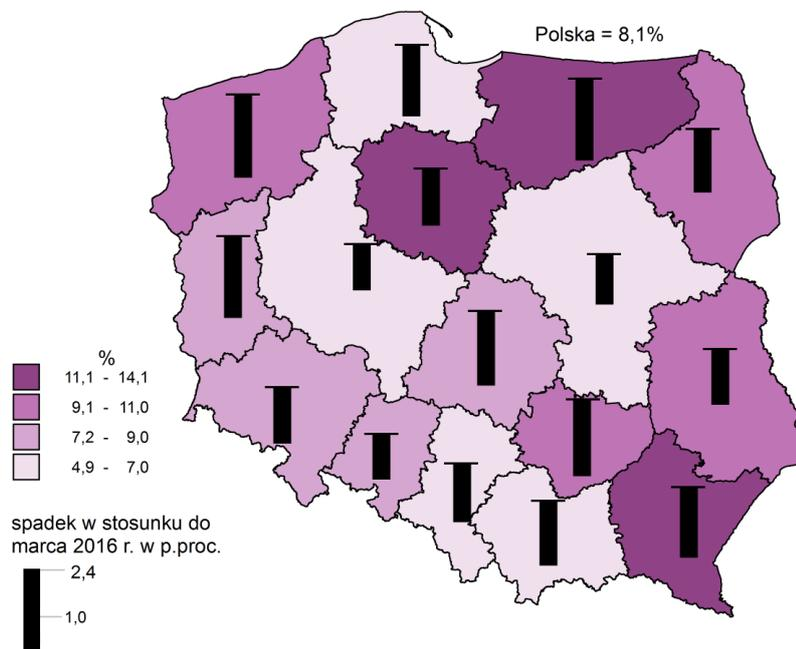 Polska = 8,1%
%
11,1 - 14,1
9,1 - 11,0
7,2 - 9,0
4,9 - 7,0
spadek w stosunku do
marca 2016 r. w p.proc.
2,4
1,0